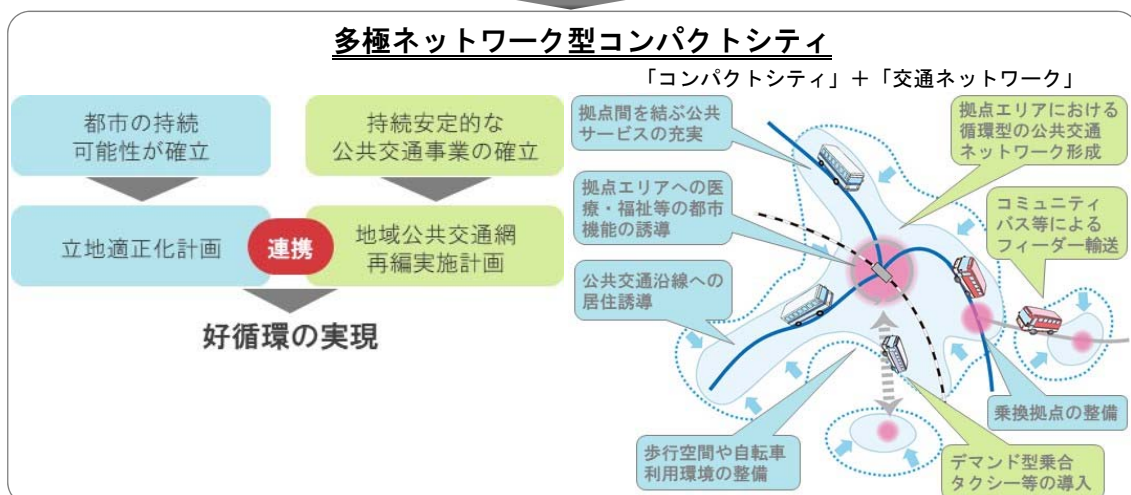 多極ネットワーク型コンパクトシティ
「コンパクトシティ」＋「交通ネットワーク」
都市の持続
可能性が確立
持続安定的な
公共交通事業の確立
立地適正化計画
連携
地域公共交通網
再編実施計画
好循環の実現
拠点間を結ぶ公共
サービスの充実
拠点エリアへの医
療・福祉等の都市
機能の誘導
公共交通沿線への
居住誘導
歩行空間や自転車
利用環境の整備
拠点エリアにおける
循環型の公共交通
ネットワーク形成
コミュニティ
バス等による
フィーダー輸送
乗換拠点の整備
デマンド型乗合
タクシー等の導入